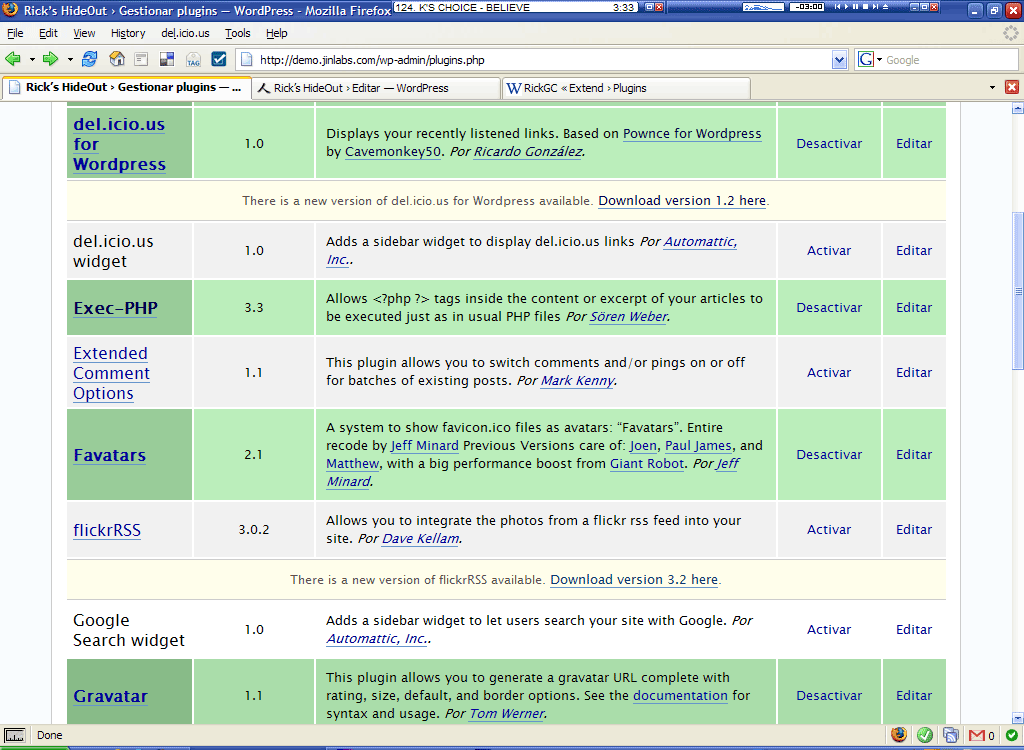 Rick's HideOut › Gestionar plugins — WordPress - Mozilla Firefox
124. K'S CHOICE - BELIEVE 3:33
-03:00
File Edit View History del.icio.us Tools Help
TAG http://demo.jinlabs.com/wp-admin/plugins.php G Google
Rick's HideOut › Gestionar plugins — ... Rick's HideOut › Editar — WordPress W RickGC « Extend › Plugins
del.icio.us
for
Wordpress
1.0
Displays your recently listened links. Based on Pownce for Wordpress
by Cavemonkey50. Por Ricardo González.
Desactivar Editar
There is a new version of del.icio.us for Wordpress available. Download version 1.2 here.
del.icio.us
widget
1.0
Adds a sidebar widget to display del.icio.us links Por Automattic,
Inc..
Activar Editar
Exec-PHP
3.3
Allows <?php ?> tags inside the content or excerpt of your articles to
be executed just as in usual PHP files Por Sören Weber.
Desactivar Editar
Extended
Comment
Options
1.1
This plugin allows you to switch comments and/or pings on or off
for batches of existing posts. Por Mark Kenny.
Activar Editar
Favatars
2.1
A system to show favicon.ico files as avatars: “Favatars”. Entire
recode by Jeff Minard Previous Versions care of: Joen, Paul James, and
Matthew, with a big performance boost from Giant Robot. Por Jeff
Minard.
Desactivar Editar
flickrRSS
3.0.2
Allows you to integrate the photos from a flickr rss feed into your
site. Por Dave Kellam.
Activar Editar
There is a new version of flickrRSS available. Download version 3.2 here.
Google
Search widget
1.0
Adds a sidebar widget to let users search your site with Google. Por
Automattic, Inc..
Activar Editar
Gravatar
1.1
This plugin allows you to generate a gravatar URL complete with
rating, size, default, and border options. See the documentation for
syntax and usage. Por Tom Werner.
Desactivar Editar
Done 0